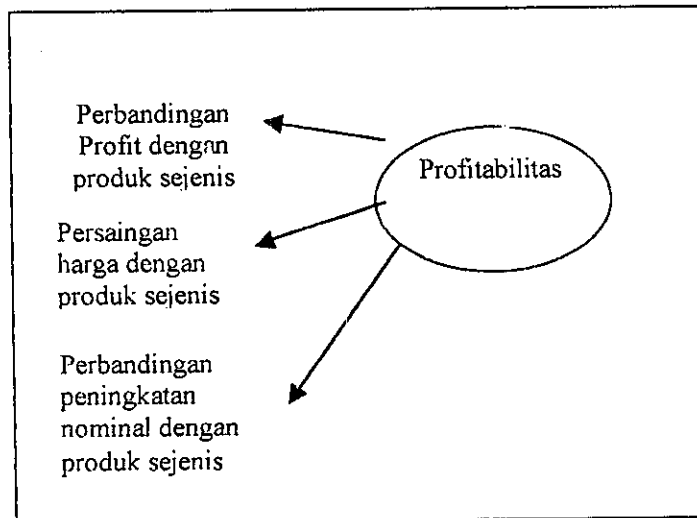 Perbandingan
Profit dengan
produk sejenis
Profitabilitas
Persaingan
harga dengan
produk sejenis
Perbandingan
peningkatan
nominal dengan
produk sejenis